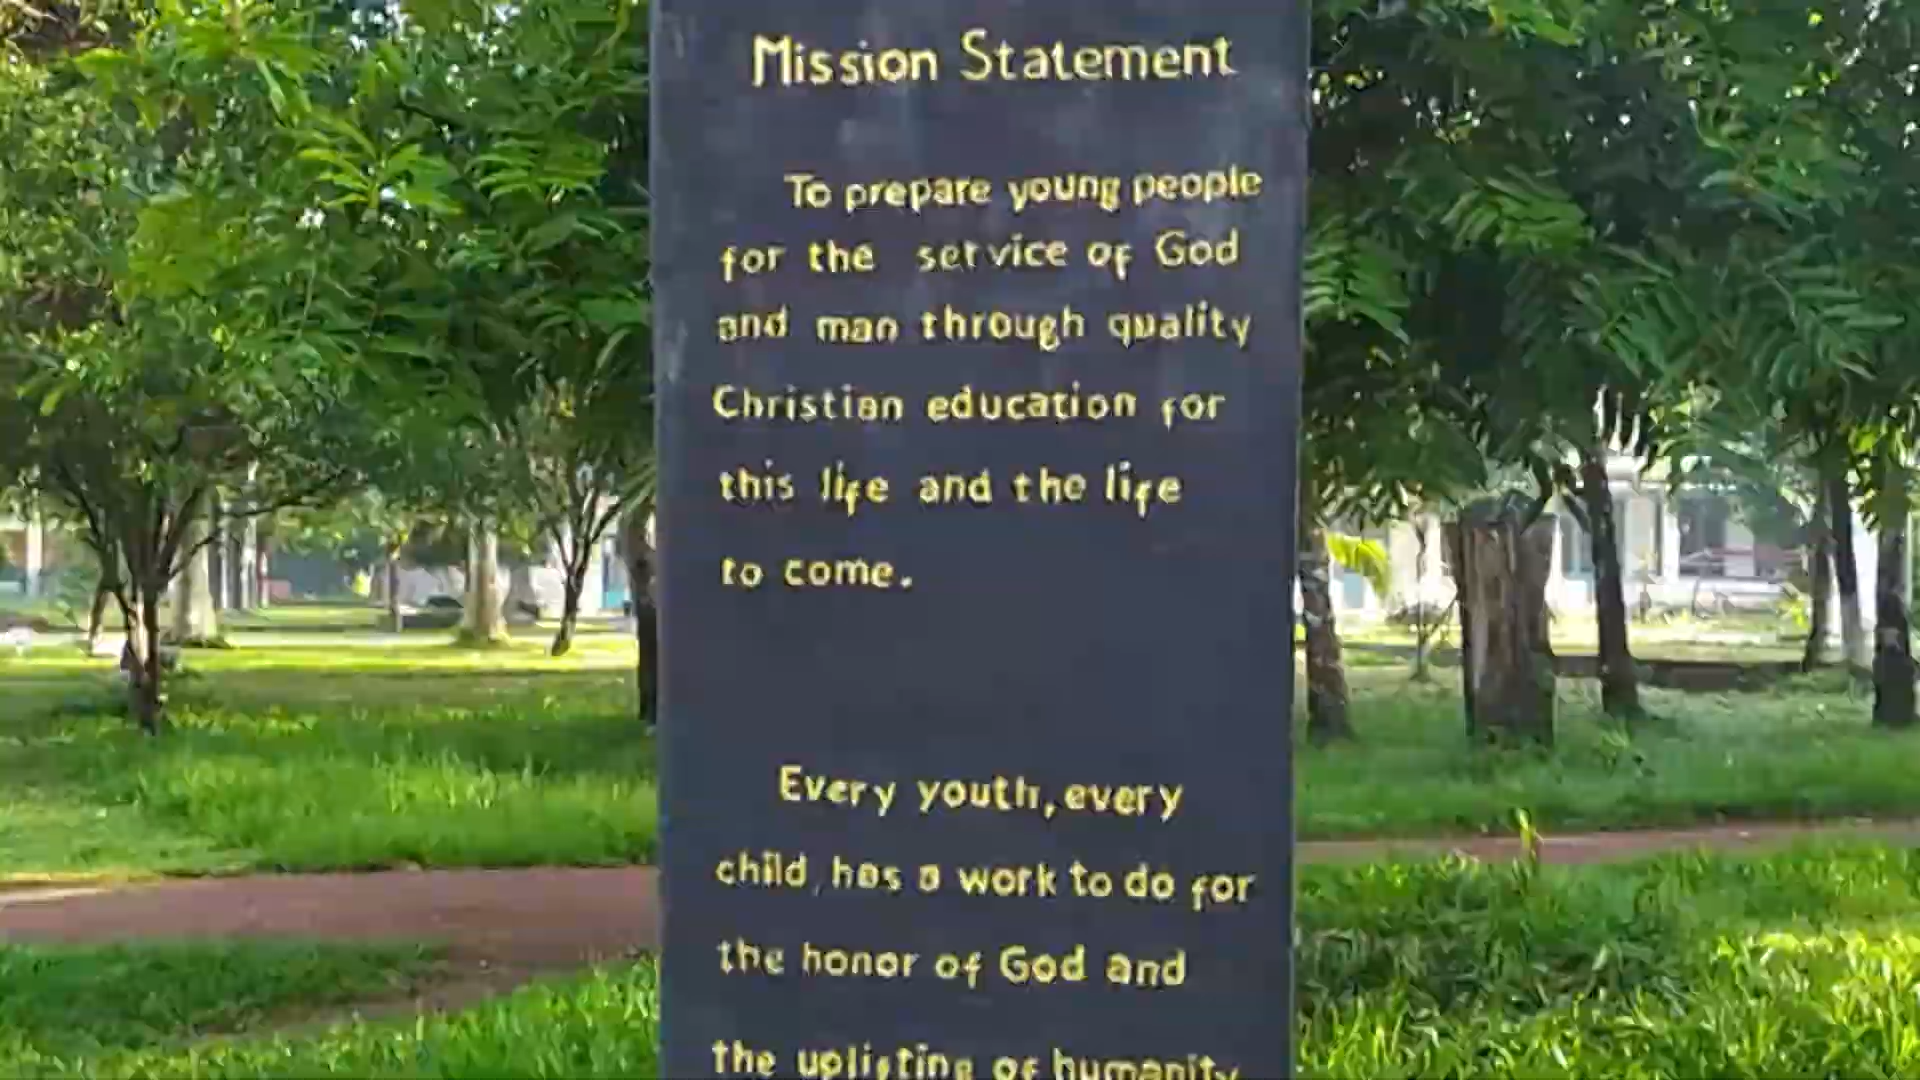 Mission Statement
To prepare young people
for the service of God
and man through quality
Christian education for
this life and the life
to come.
Every youth, every
child, has a work to do for
the honor of God and
the uplifting of humanity